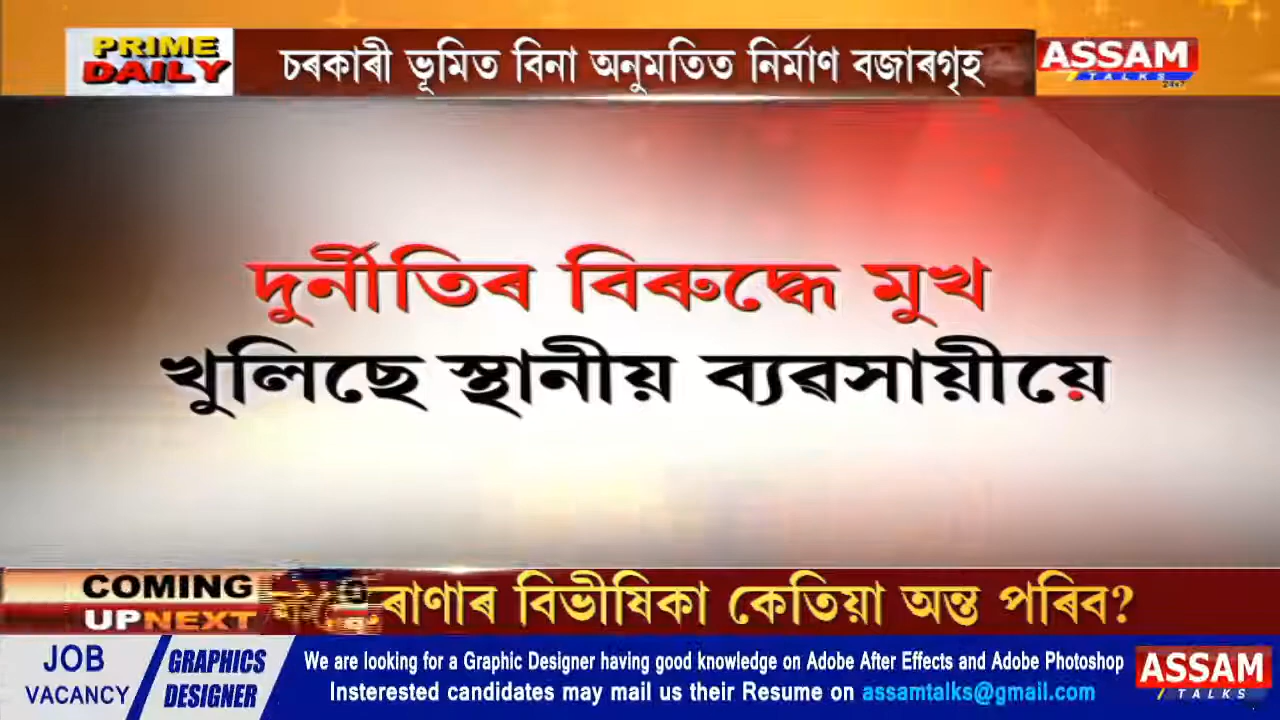 PRIME
DAILY
চৰকাৰী ভূমিত বিনা অনুমতিত নিৰ্মাণ বজাৰগৃহ
ASSAM
TALKS
দুৰ্নীতিৰ বিৰুদ্ধে মুখ
খুলিছে স্থানীয় ব্যৱসায়ীয়ে
COMING
UP NEXT
বিভীষিকা কেতিয়া অন্ত পৰিব?
JOB
VACANCY
GRAPHICS
DESIGNER
We are looking for a Graphic Designer having good knowledge on Adobe After Effects and Adobe Photoshop
Insterested candidates may mail us their Resume on assamtalks@gmail.com
ASSAM
TALKS